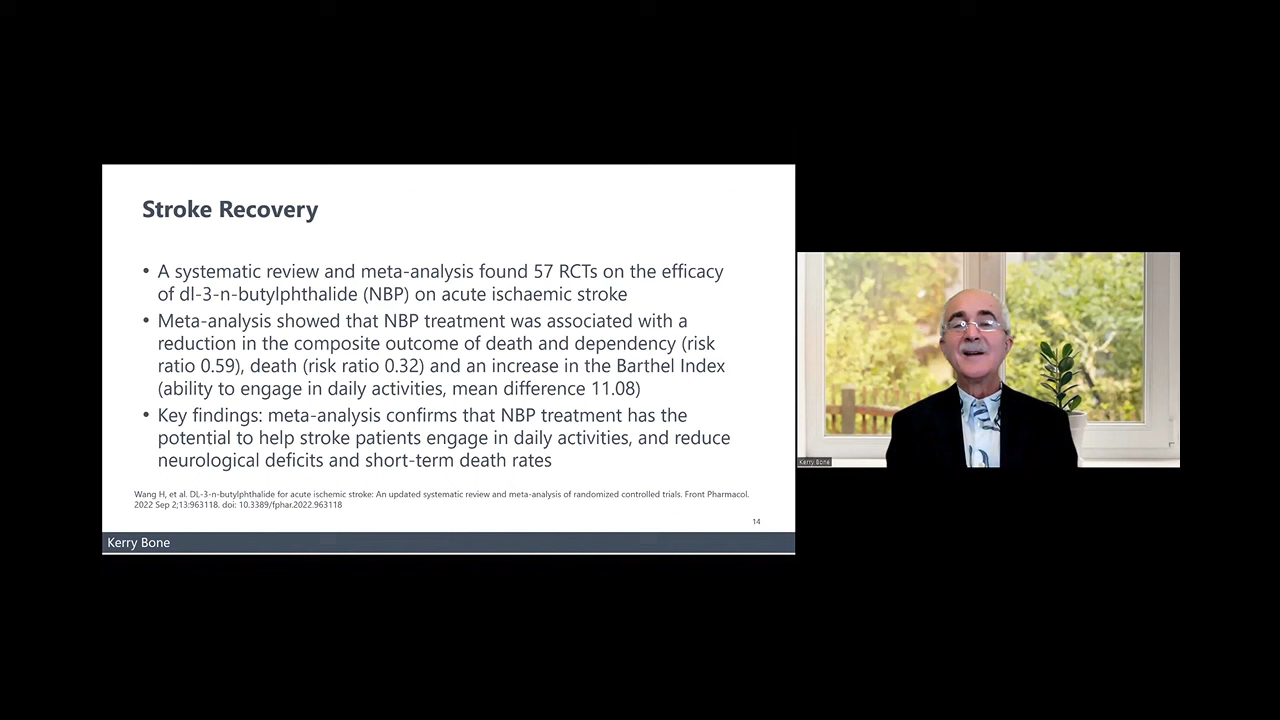 Stroke Recovery
• A systematic review and meta-analysis found 57 RCTs on the efficacy
of dl-3-n-butylphthalide (NBP) on acute ischaemic stroke
• Meta-analysis showed that NBP treatment was associated with a
reduction in the composite outcome of death and dependency (risk
ratio 0.59), death (risk ratio 0.32) and an increase in the Barthel Index
(ability to engage in daily activities, mean difference 11.08)
• Key findings: meta-analysis confirms that NBP treatment has the
potential to help stroke patients engage in daily activities, and reduce
neurological deficits and short-term death rates
Wang H, et al. DL-3-n-butylphthalide for acute ischemic stroke: An updated systematic review and meta-analysis of randomized controlled trials. Front Pharmacol.
2022 Sep 2;13:963118. doi: 10.3389/fphar.2022.963118
14
Kerry Bone
Kerry Bone